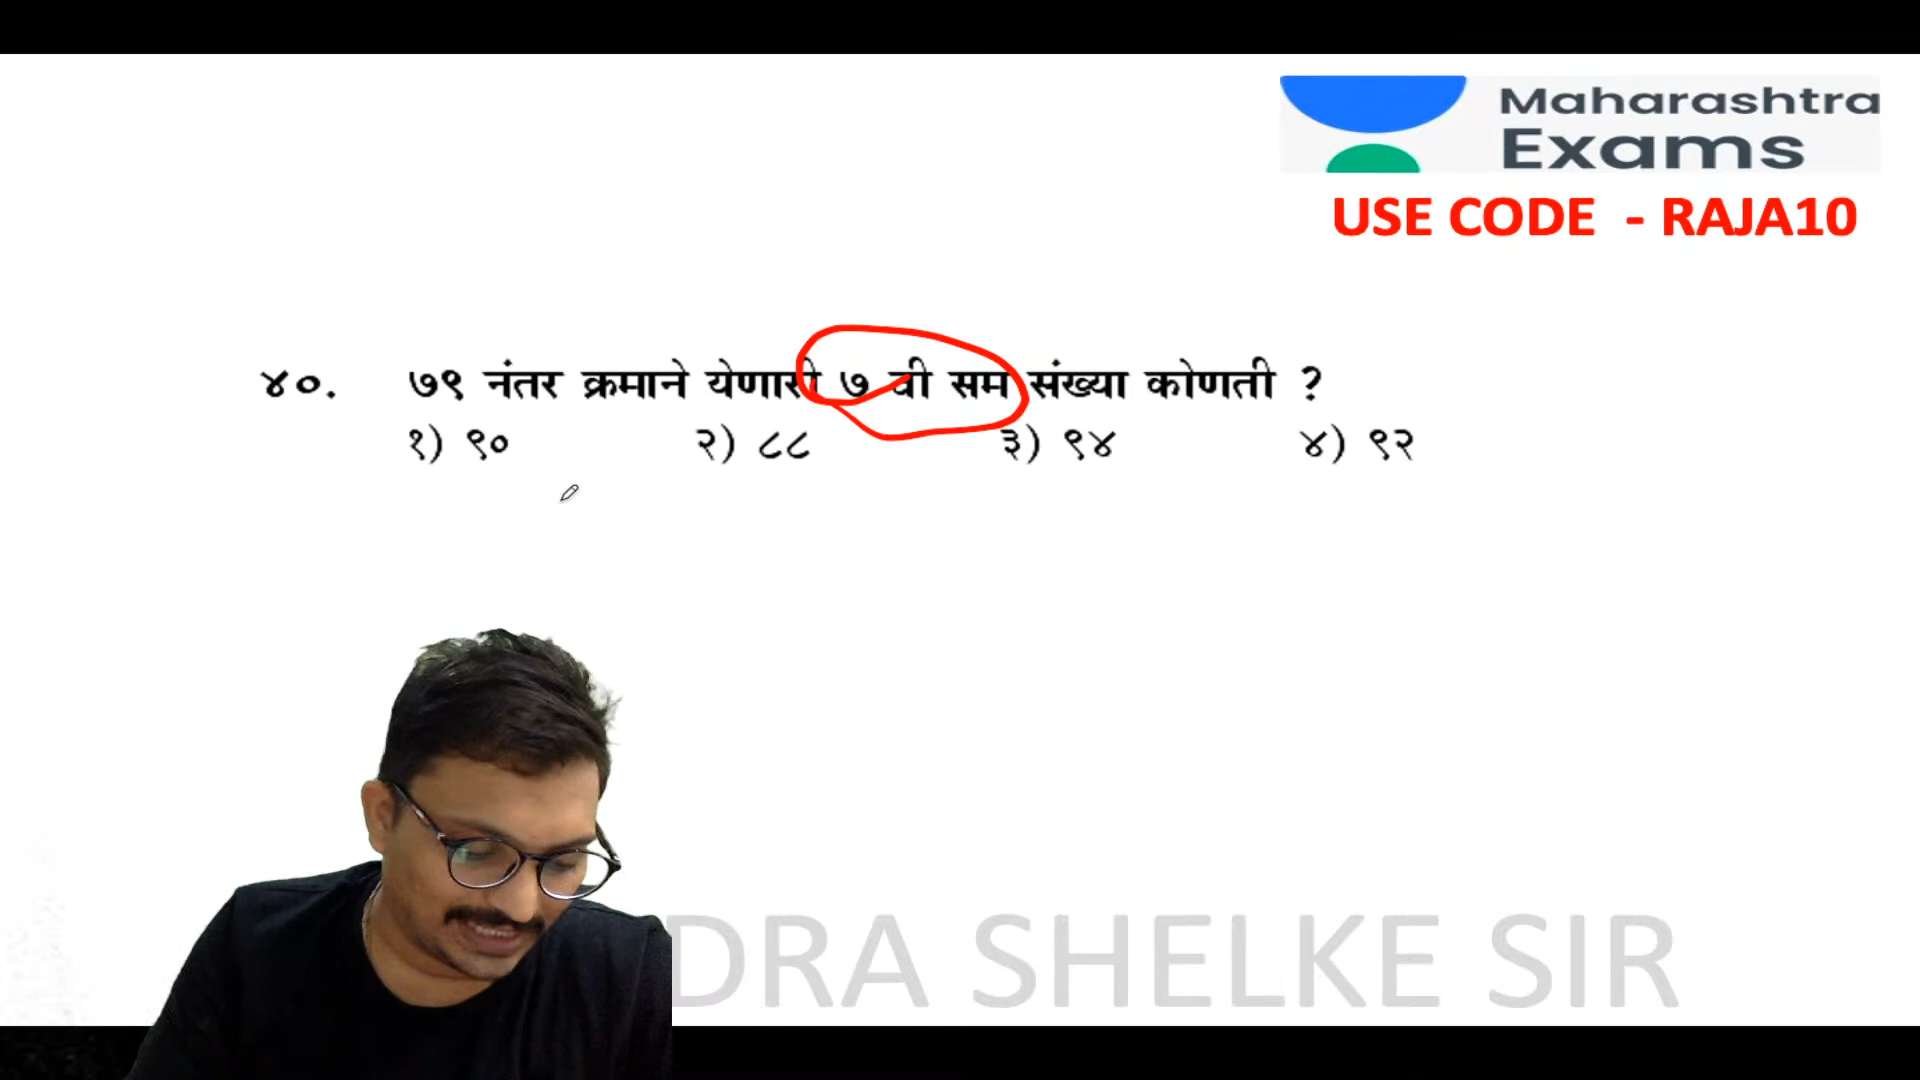 Maharashtra
Exams
USE CODE - RAJA10
४०. ७९ नंतर क्रमाने येणारी ७ वी सम संख्या कोणती ?
१) ९० २) ८८ ३) ९४ ४) ९२
DRA SHELKE SIR